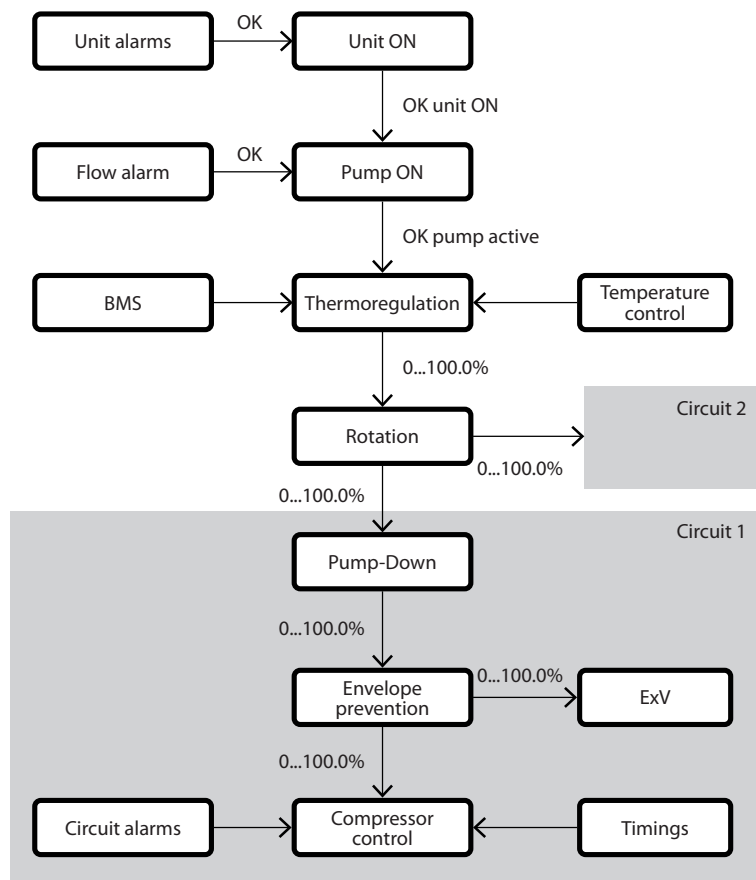 Unit alarms
OK
Unit ON
OK unit ON
Flow alarm
OK
Pump ON
OK pump active
BMS
Thermoregulation
Temperature
control
0...100.0%
Rotation
0...100.0%
Circuit 2
0...100.0%
Circuit 1
Pump-Down
0...100.0%
Envelope
prevention
0...100.0%
ExV
0...100.0%
Circuit alarms
Compressor
control
Timings